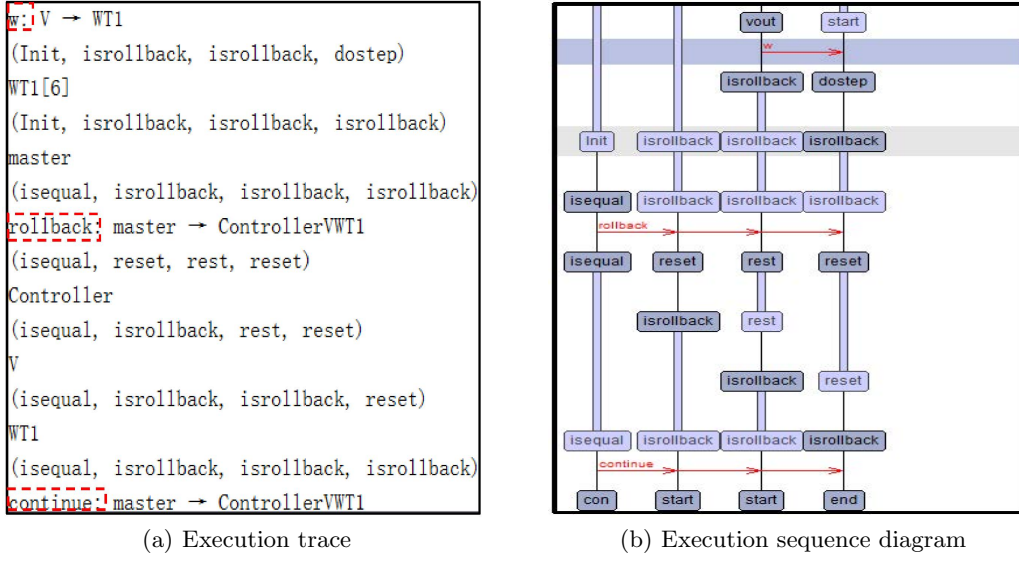 w: V → WT1
(Init, isrollback, isrollback, dostep)
WT1[6]
(Init, isrollback, isrollback, isrollback)
master
(isequal, isrollback, isrollback, isrollback)
rollback: master → ControllerVWT1
(isequal, reset, rest, reset)
Controller
(isequal, isrollback, rest, reset)
V
(isequal, isrollback, isrollback, reset)
WT1
(isequal, isrollback, isrollback, isrollback)
continue: master → ControllerVWT1
(a) Execution trace
vout start
w
isrollback dostep
Init isrollback isrollback isrollback
isequal isrollback isrollback isrollback
rollback
isequal reset rest reset
isrollback rest
isrollback reset
isequal isrollback isrollback isrollback
continue
con start start end
(b) Execution sequence diagram